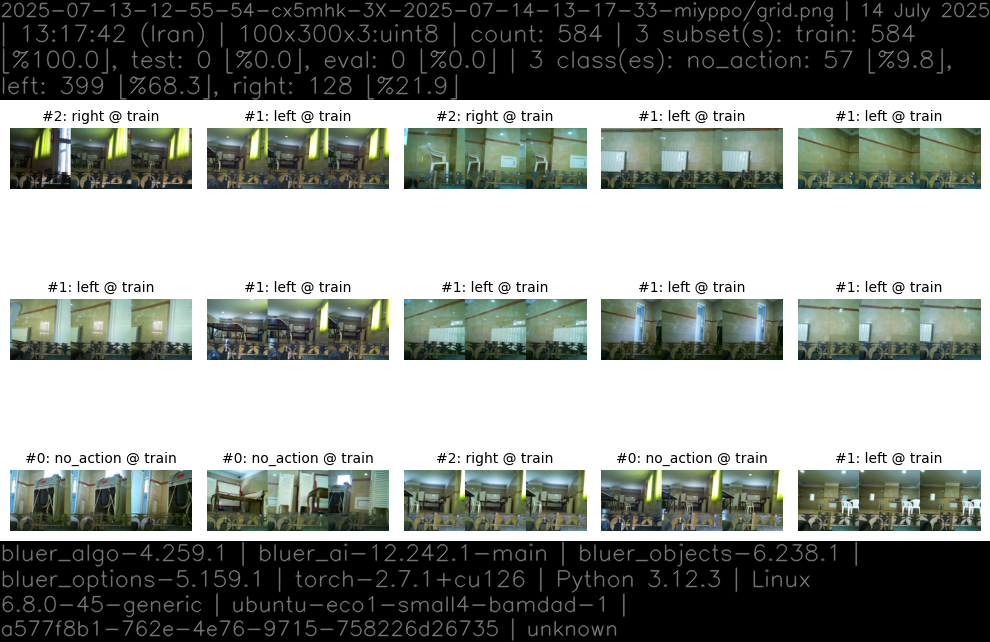 2025-07-13-12-55-54-cx5mhk-3X-2025-07-14-13-17-33-miyppo/grid.png | 14 July 2025
| 13:17:42 (Iran) | 100x300x3:uint8 | count: 584 | 3 subset(s): train: 584
[%100.0], test: 0 [%0.0], eval: 0 [%0.0] | 3 class(es): no_action: 57 [%9.8],
left: 399 [%68.3], right: 128 [%21.9]
#2: right @ train #1: left @ train #2: right @ train #1: left @ train #1: left @ train
#1: left @ train #1: left @ train #1: left @ train #1: left @ train #1: left @ train
#0: no_action @ train #0: no_action @ train #2: right @ train #0: no_action @ train #1: left @ train
bluer_algo-4.259.1 | bluer_ai-12.242.1-main | bluer_objects-6.238.1 |
bluer_options-5.159.1 | torch-2.7.1+cu126 | Python 3.12.3 | Linux
6.8.0-45-generic | ubuntu-eco1-small4-bamdad-1 |
a577f8b1-762e-4e76-9715-758226d26735 | unknown